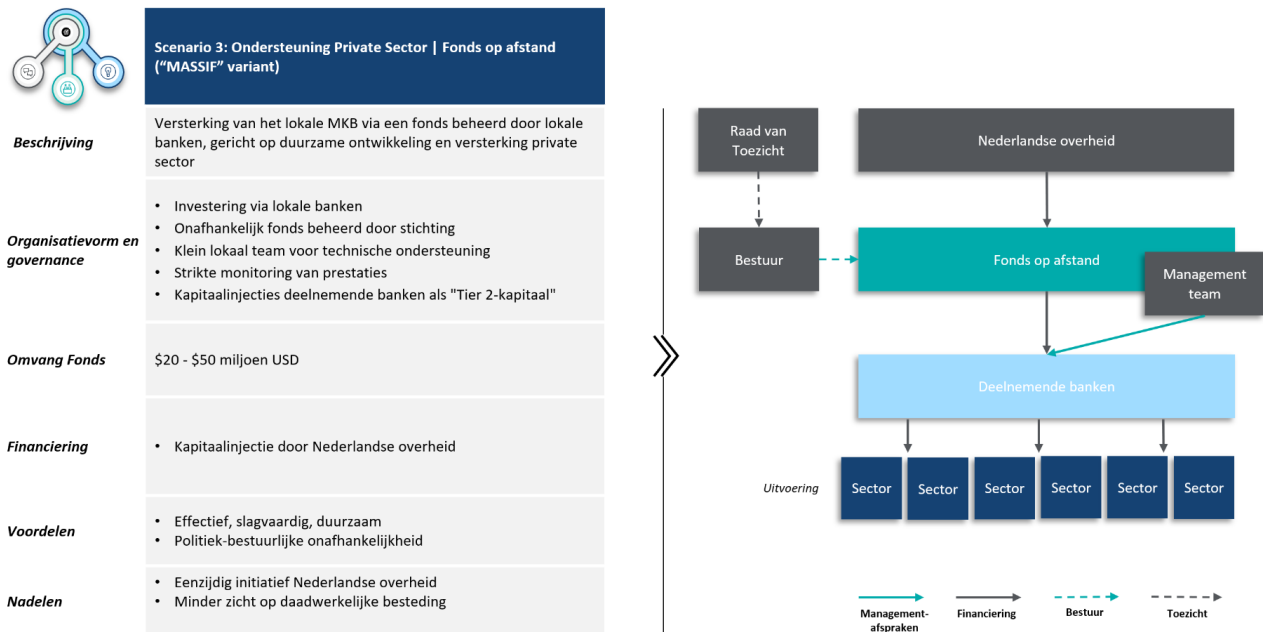 Scenario 3: Ondersteuning Private Sector | Fonds op afstand
("MASSIF" variant)
Beschrijving
Versterking van het lokale MKB via een fonds beheerd door lokale
banken, gericht op duurzame ontwikkeling en versterking private
sector
Organisatievorm en
governance
• Investering via lokale banken
• Onafhankelijk fonds beheerd door stichting
• Klein lokaal team voor technische ondersteuning
• Strikte monitoring van prestaties
• Kapitaalinjecties deelnemende banken als "Tier 2-kapitaal"
Omvang Fonds
$20 - $50 miljoen USD
Financiering
• Kapitaalinjectie door Nederlandse overheid
Voordelen
• Effectief, slagvaardig, duurzaam,
• Politiek-bestuurlijke onafhankelijkheid
Nadelen
• Eenzijdig initiatief Nederlandse overheid
• Minder zicht op daadwerkelijke besteding
Raad van
Toezicht
Nederlandse overheid
Bestuur
Fonds op afstand
Management
team
Deelnemende banken
Uitvoering
Sector
Sector
Sector
Sector
Sector
Sector
Management-
afspraken
Financiering
Bestuur
Toezicht